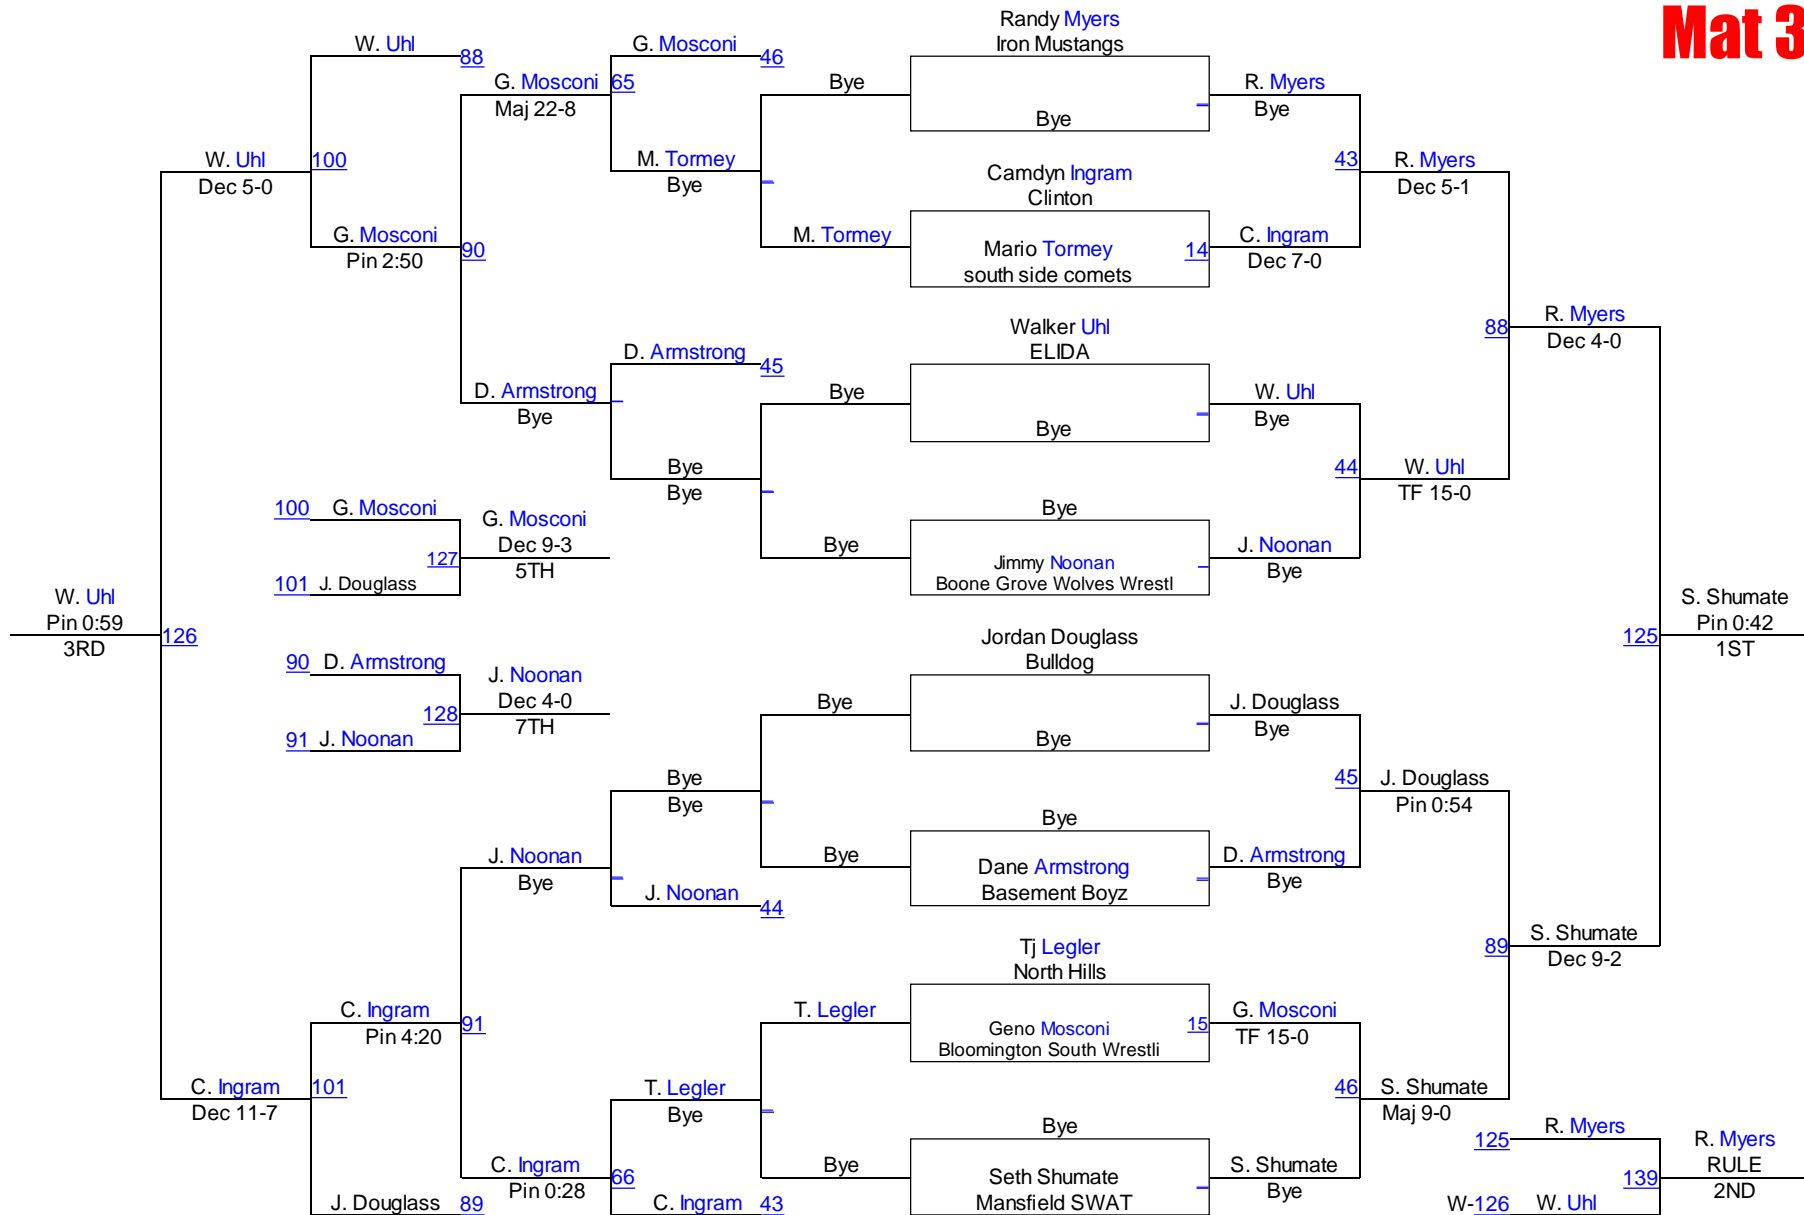 Mat 3
Randy Myers
Iron Mustangs
W. Uhl
88
G. Mosconi
46
G. Mosconi
65
Maj 22-8
Bye
Bye
R. Myers
Bye
W. Uhl
Dec 5-0
100
M. Tormey
Bye
Camdyn Ingram
Clinton
43
R. Myers
Dec 5-1
G. Mosconi
Pin 2:50
90
M. Tormey
Mario Tormey
south side comets
14
C. Ingram
Dec 7-0
Walker Uhl
ELIDA
88
R. Myers
Dec 4-0
D. Armstrong
45
D. Armstrong
Bye
Bye
Bye
W. Uhl
Bye
Bye
Bye
44
W. Uhl
TF 15-0
100
G. Mosconi
G. Mosconi
Dec 9-3
127
5TH
101
J. Douglass
Bye
Bye
Jimmy Noonan
Boone Grove Wolves Wrestl
J. Noonan
Bye
W. Uhl
Pin 0:59
3RD
126
Jordan Douglass
Bulldog
S. Shumate
Pin 0:42
125
1ST
90
D. Armstrong
J. Noonan
Dec 4-0
128
7TH
91
J. Noonan
Bye
Bye
J. Douglass
Bye
Bye
Bye
45
J. Douglass
Pin 0:54
J. Noonan
Bye
Bye
Bye
Dane Armstrong
Basement Boyz
D. Armstrong
Bye
J. Noonan
44
Tj Legler
North Hills
89
S. Shumate
Dec 9-2
C. Ingram
Pin 4:20
91
T. Legler
Geno Mosconi
Bloomington South Wrestli
15
G. Mosconi
TF 15-0
C. Ingram
Dec 11-7
101
T. Legler
Bye
46
S. Shumate
Maj 9-0
Bye
Bye
Seth Shumate
Mansfield SWAT
S. Shumate
Bye
C. Ingram
Pin 0:28
66
J. Douglass
89
C. Ingram
43
125
R. Myers
R. Myers
RULE
139
2ND
W-126
W. Uhl